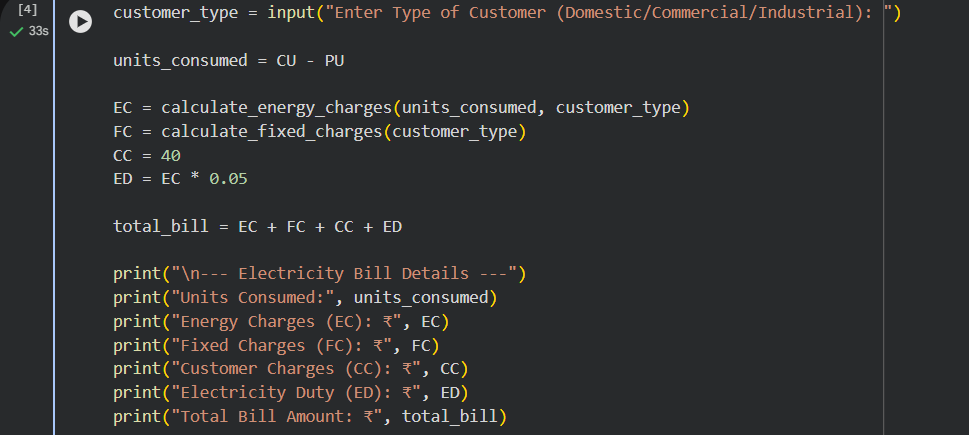 [4]
33s
customer_type = input("Enter Type of Customer (Domestic/Commercial/Industrial): ")
units_consumed = CU - PU
EC = calculate_energy_charges(units_consumed, customer_type)
FC = calculate_fixed_charges(customer_type)
CC = 40
ED = EC * 0.05
total_bill = EC + FC + CC + ED
print("\n--- Electricity Bill Details ---")
print("Units Consumed:", units_consumed)
print("Energy Charges (EC): ₹", EC)
print("Fixed Charges (FC): ₹", FC)
print("Customer Charges (CC): ₹", CC)
print("Electricity Duty (ED): ₹", ED)
print("Total Bill Amount: ₹", total_bill)